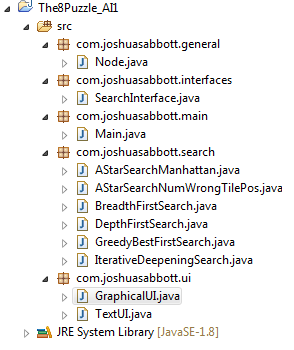 The8Puzzle_AI1
src
com.joshuasabbott.general
Node.java
com.joshuasabbott.interfaces
SearchInterface.java
com.joshuasabbott.main
Main.java
com.joshuasabbott.search
AStarSearchManhattan.java
AStarSearchNumWrongTilePos.java
BreadthFirstSearch.java
DepthFirstSearch.java
GreedyBestFirstSearch.java
IterativeDeepeningSearch.java
com.joshuasabbott.ui
GraphicalUI.java
TextUI.java
JRE System Library [JavaSE-1.8]